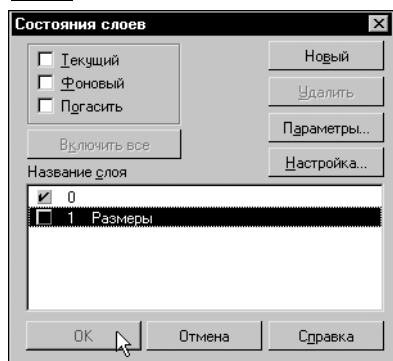 Состояния слоев
Текущий
Фоновый
Погасить
Включить все
Новый
Удалить
Параметры...
Настройка...
Название слоя
0
1 Размеры
OK Отмена Справка